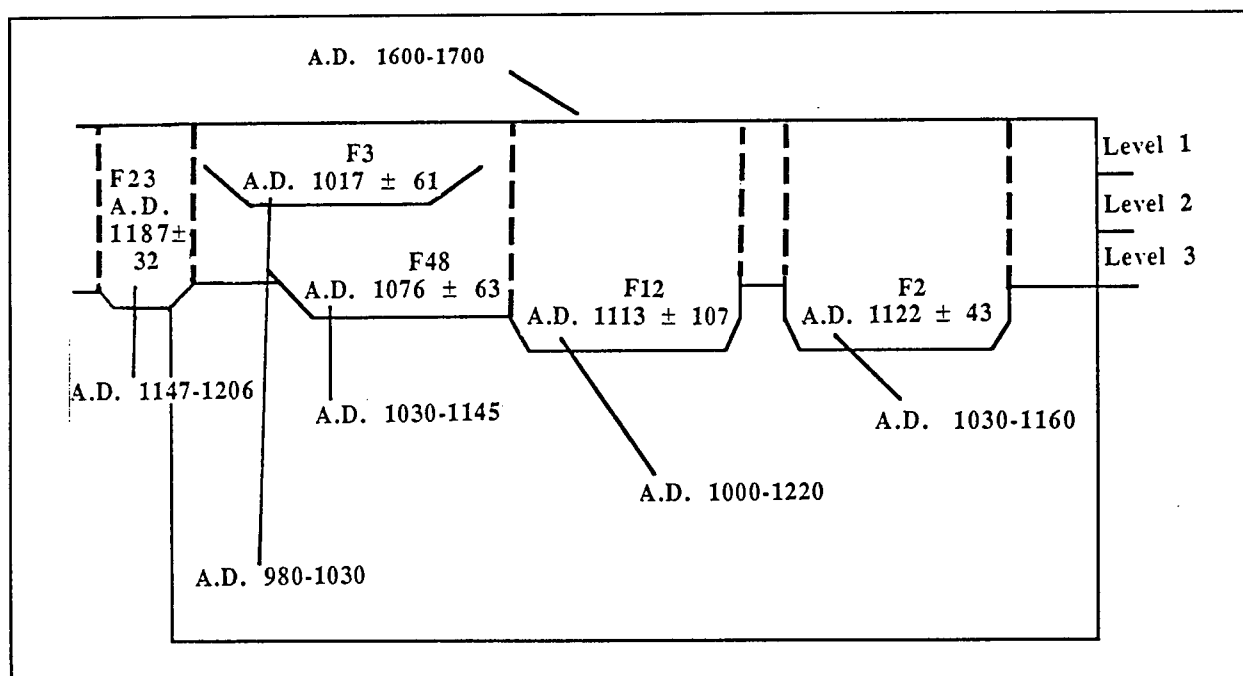 A.D. 1600-1700
Level 1
Level 2
Level 3
F23
A.D.
1187±
32
F3
A.D. 1017 ± 61
F48
A.D. 1076 ± 63
F12
A.D. 1113 ± 107
F2
A.D. 1122 ± 43
A.D. 1147-1206
A.D. 1030-1145
A.D. 1030-1160
A.D. 1000-1220
A.D. 980-1030